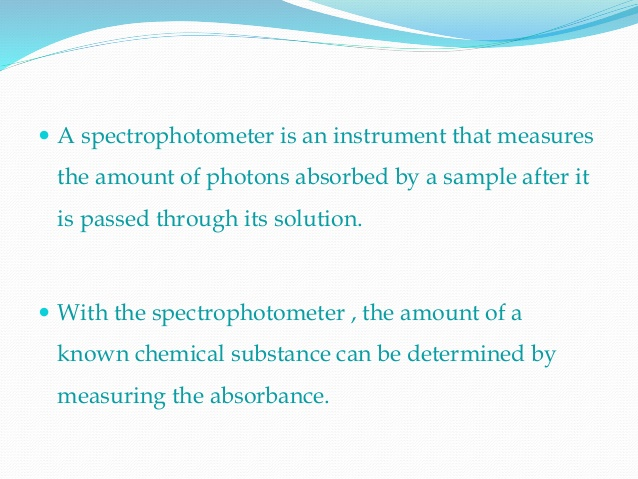 • A spectrophotometer is an instrument that measures
the amount of photons absorbed by a sample after it
is passed through its solution.
• With the spectrophotometer , the amount of a
known chemical substance can be determined by
measuring the absorbance.